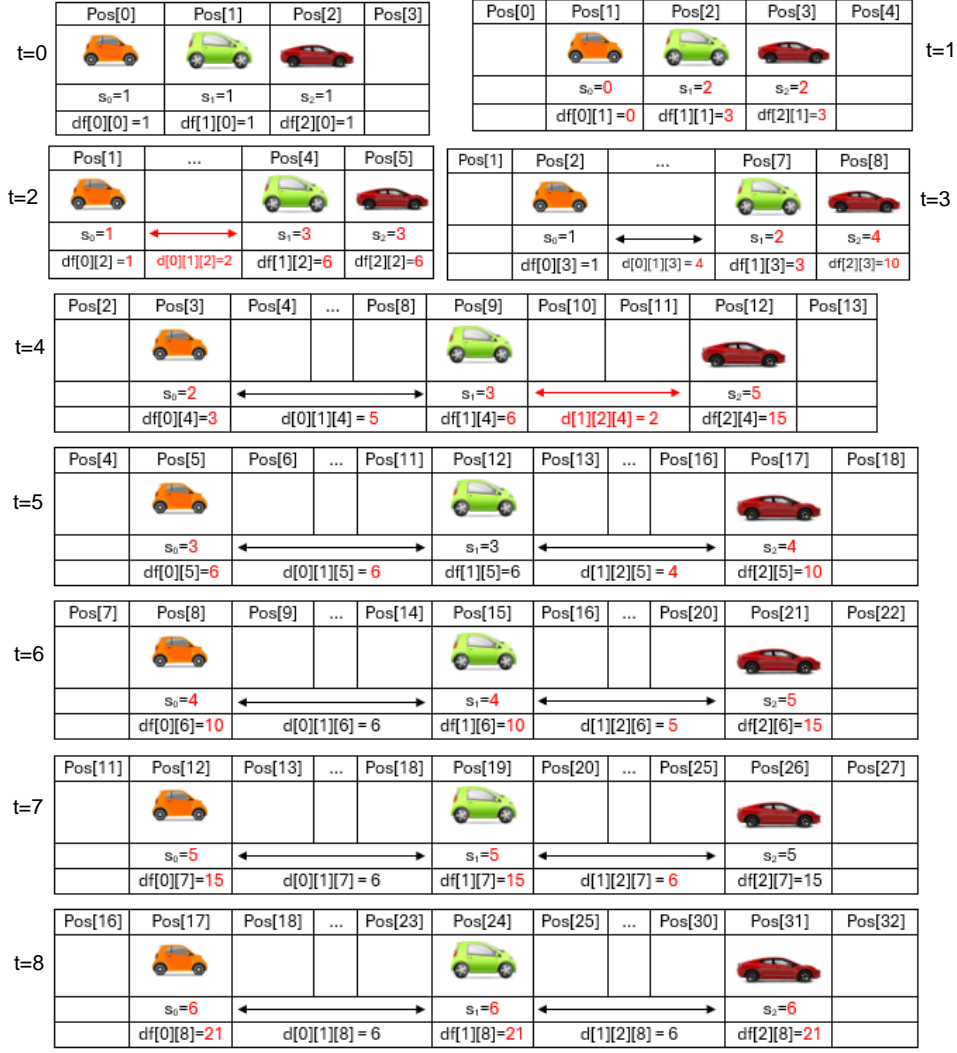 Pos[0] Pos[1] Pos[2] Pos[3]
t=0
s₀=1 s₁=1 s₂=1
df[0][0] =1 df[1][0]=1 df[2][0]=1
Pos[0] Pos[1] Pos[2] Pos[3] Pos[4]
t=1
s₀=0 s₁=2 s₂=2
df[0][1] =0 df[1][1]=3 df[2][1]=3
Pos[1] ... Pos[4] Pos[5]
t=2
s₀=1 s₁=3 s₂=3
df[0][2] =1 d[0][1][2]=2 df[1][2]=6 df[2][2]=6
Pos[1] Pos[2] ... Pos[7] Pos[8]
t=3
s₀=1 s₁=2 s₂=4
df[0][3] =1 d[0][1][3] = 4 df[1][3]=3 df[2][3]=10
Pos[2] Pos[3] Pos[4] ... Pos[8] Pos[9] Pos[10] Pos[11] Pos[12] Pos[13]
t=4
s₀=2 s₁=3 s₂=5
df[0][4]=3 d[0][1][4] = 5 df[1][4]=6 d[1][2][4] = 2 df[2][4]=15
Pos[4] Pos[5] Pos[6] ... Pos[11] Pos[12] Pos[13] ... Pos[16] Pos[17] Pos[18]
t=5
s₀=3 s₁=3 s₂=4
df[0][5]=6 d[0][1][5] = 6 df[1][5]=6 d[1][2][5] = 4 df[2][5]=10
Pos[7] Pos[8] Pos[9] ... Pos[14] Pos[15] Pos[16] ... Pos[20] Pos[21] Pos[22]
t=6
s₀=4 s₁=4 s₂=5
df[0][6]=10 d[0][1][6] = 6 df[1][6]=10 d[1][2][6] = 5 df[2][6]=15
Pos[11] Pos[12] Pos[13] ... Pos[18] Pos[19] Pos[20] ... Pos[25] Pos[26] Pos[27]
t=7
s₀=5 s₁=5 s₂=5
df[0][7]=15 d[0][1][7] = 6 df[1][7]=15 d[1][2][7] = 6 df[2][7]=15
Pos[16] Pos[17] Pos[18] ... Pos[23] Pos[24] Pos[25] ... Pos[30] Pos[31] Pos[32]
t=8
s₀=6 s₁=6 s₂=6
df[0][8]=21 d[0][1][8] = 6 df[1][8]=21 d[1][2][8] = 6 df[2][8]=21